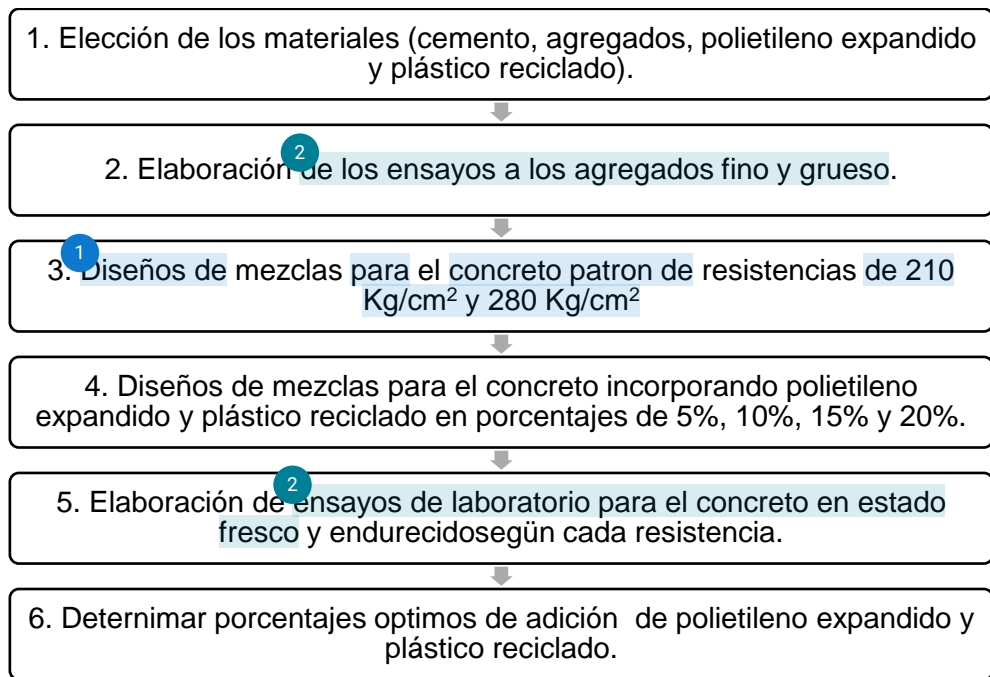 1. Elección de los materiales (cemento, agregados, polietileno expandido
y plástico reciclado).
2
2. Elaboración de los ensayos a los agregados fino y grueso.
1
3. Diseños de mezclas para el concreto patron de resistencias de 210
Kg/cm² y 280 Kg/cm²
4. Diseños de mezclas para el concreto incorporando polietileno
expandido y plástico reciclado en porcentajes de 5%, 10%, 15% y 20%.
2
5. Elaboración de ensayos de laboratorio para el concreto en estado
fresco y endurecidosegün cada resistencia.
6. Deternimar porcentajes optimos de adición  de polietileno expandido y
plástico reciclado.